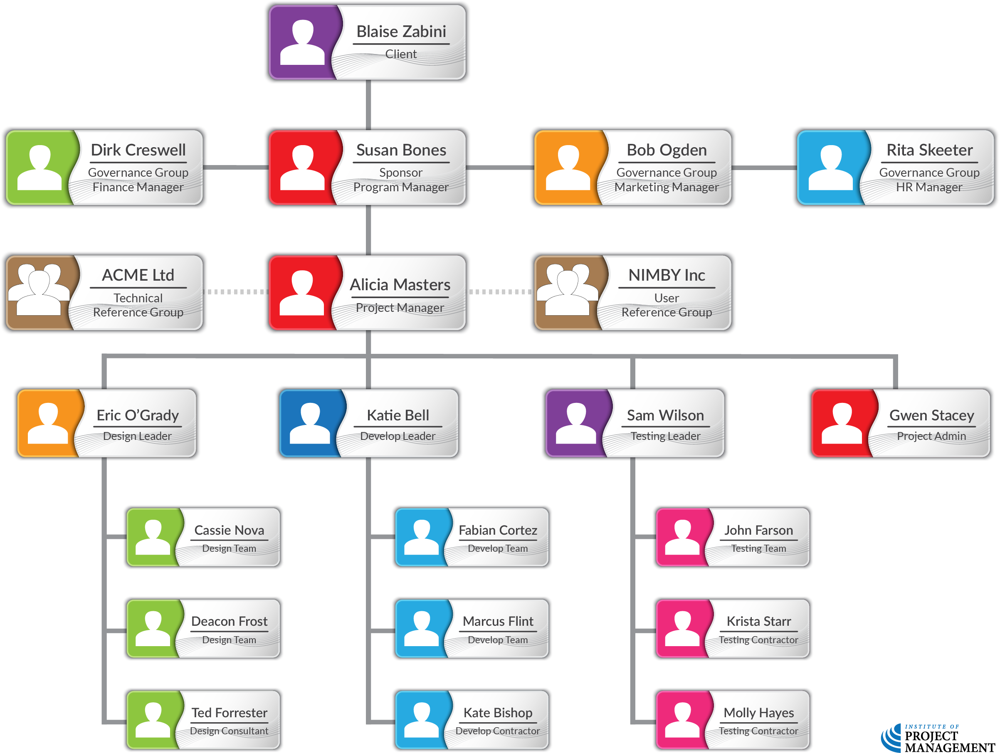 Blaise Zabini
Client
Dirk Creswell
Governance Group
Finance Manager
Susan Bones
Sponsor
Program Manager
Bob Ogden
Governance Group
Marketing Manager
Rita Skeeter
Governance Group
HR Manager
ACME Ltd
Technical
Reference Group
Alicia Masters
Project Manager
NIMBY Inc
User
Reference Group
Eric O’Grady
Design Leader
Katie Bell
Develop Leader
Sam Wilson
Testing Leader
Gwen Stacey
Project Admin
Cassie Nova
Design Team
Fabian Cortez
Develop Team
John Farson
Testing Team
Deacon Frost
Design Team
Marcus Flint
Develop Team
Krista Starr
Testing Contractor
Ted Forrester
Design Consultant
Kate Bishop
Develop Contractor
Molly Hayes
Testing Contractor
INSTITUTE OF
PROJECT
MANAGEMENT